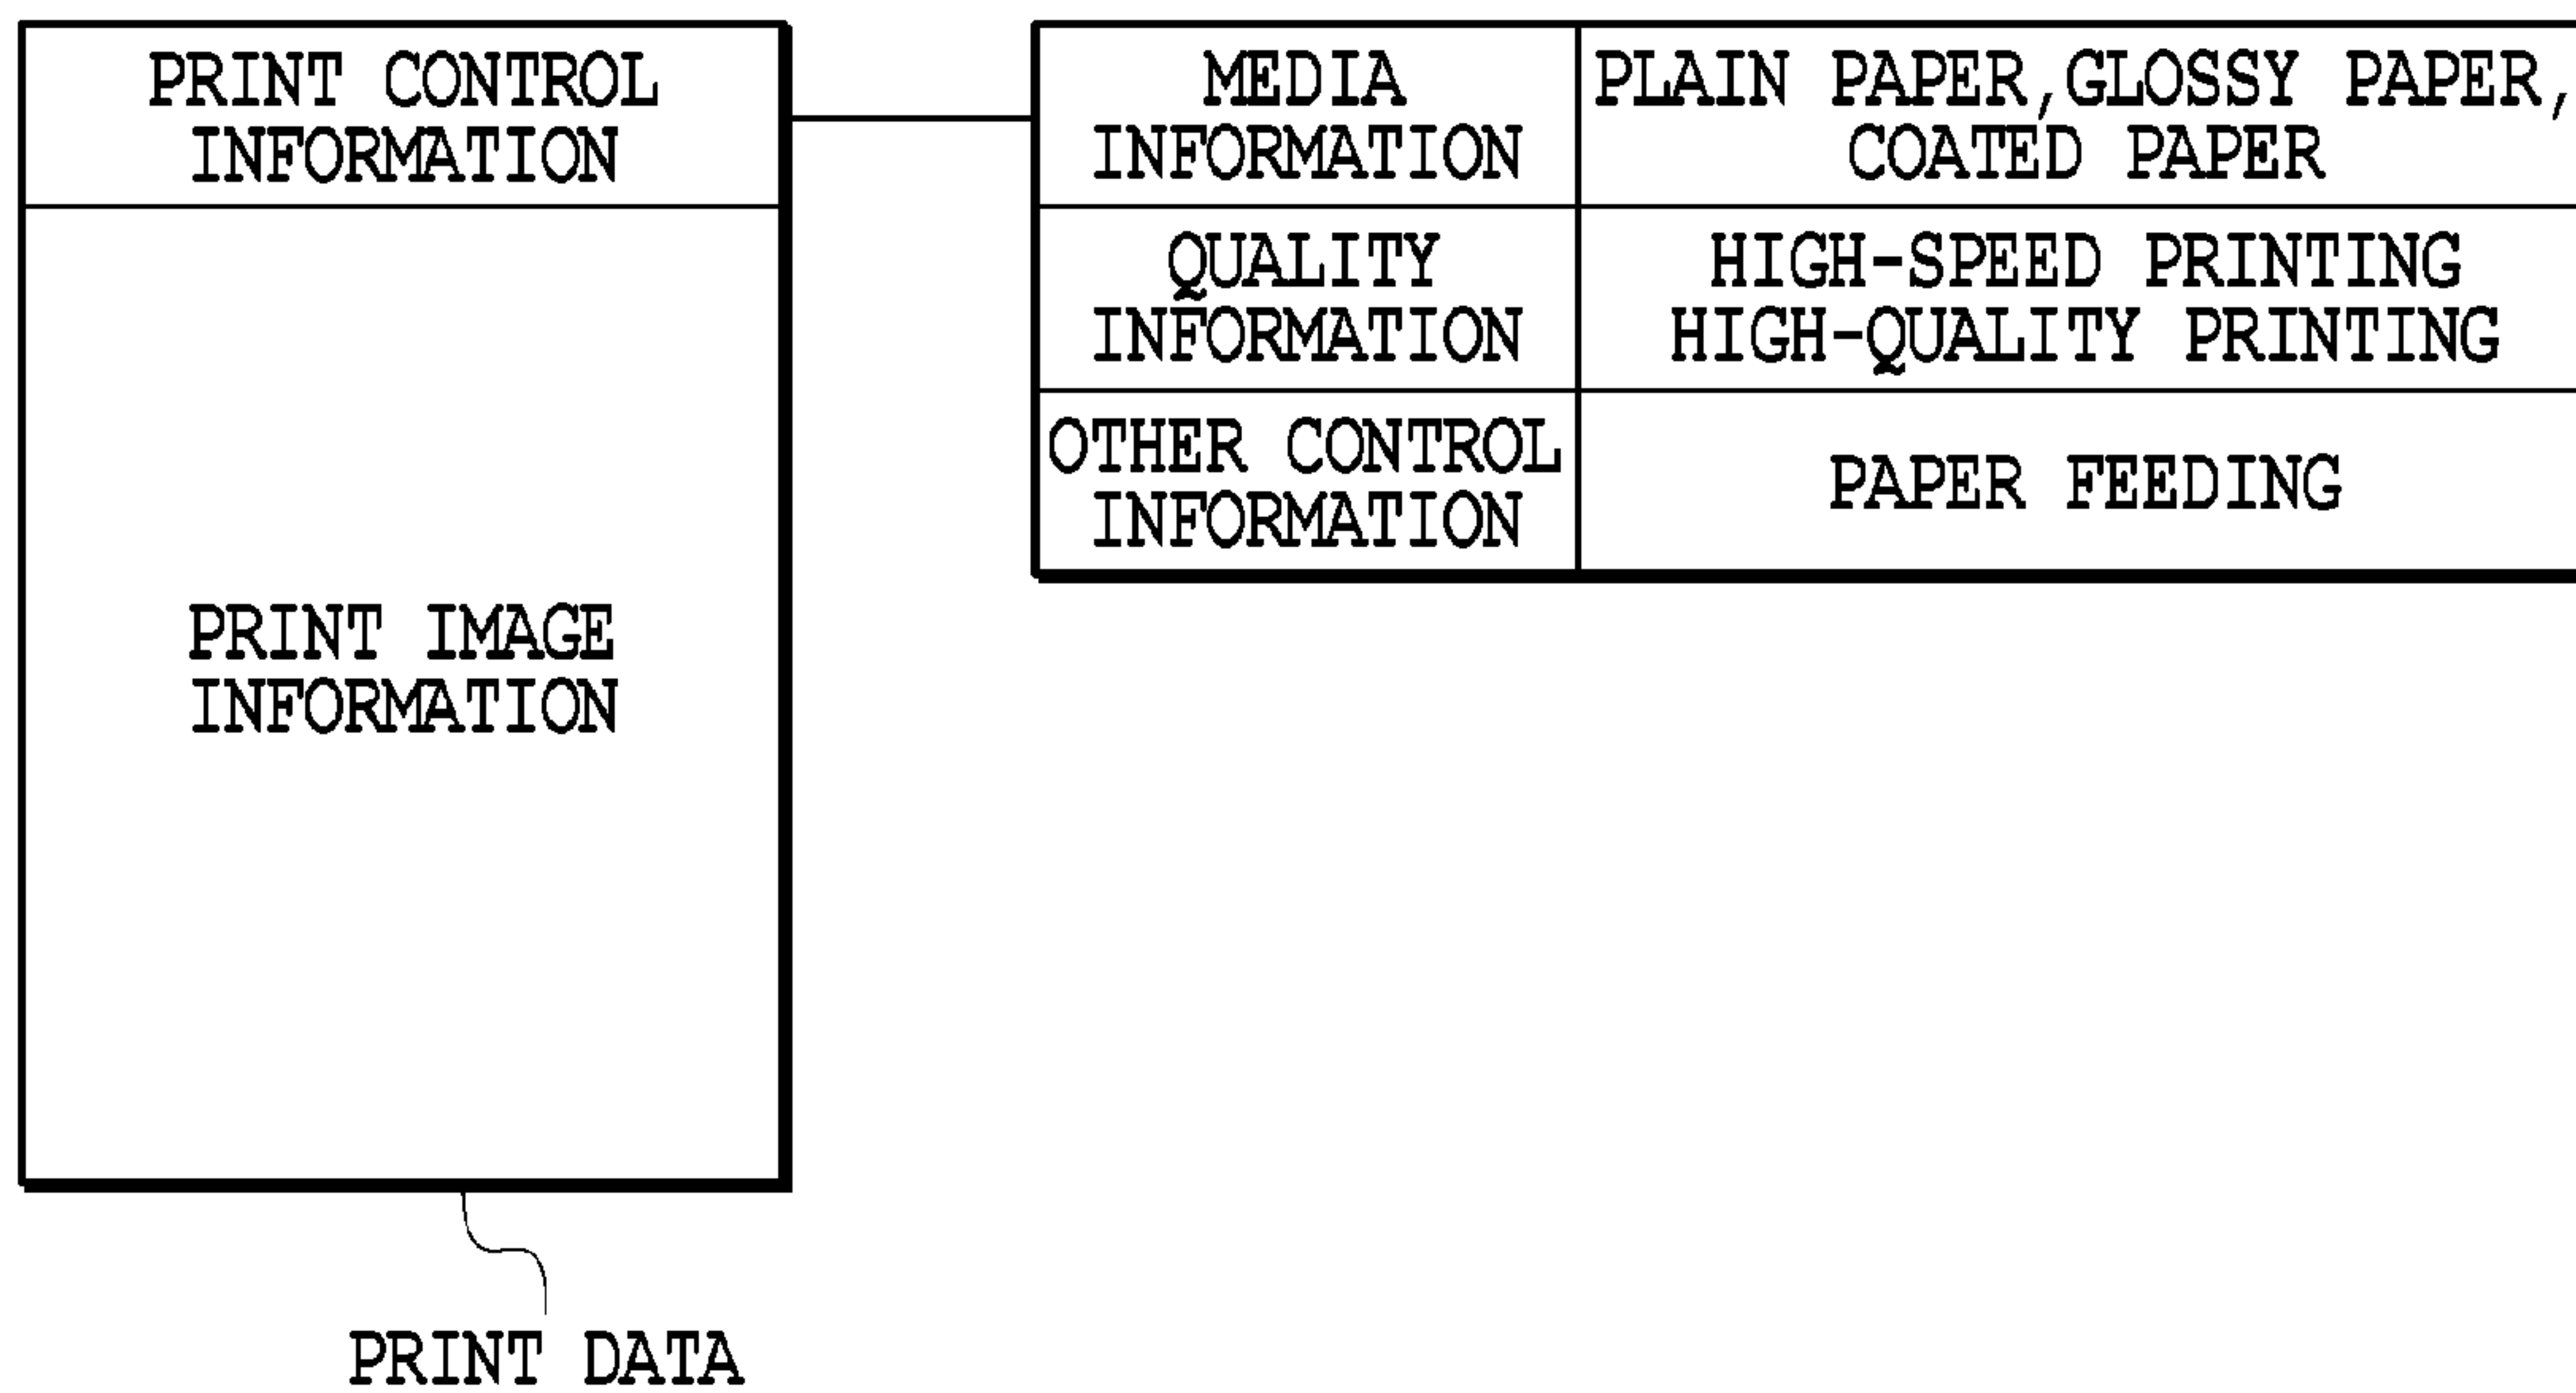 PRINT CONTROL
INFORMATION
PRINT IMAGE
INFORMATION
PRINT DATA
MEDIA
INFORMATION
PLAIN PAPER,GLOSSY PAPER,
COATED PAPER
QUALITY
INFORMATION
HIGH-SPEED PRINTING
HIGH-QUALITY PRINTING
OTHER CONTROL
INFORMATION
PAPER FEEDING